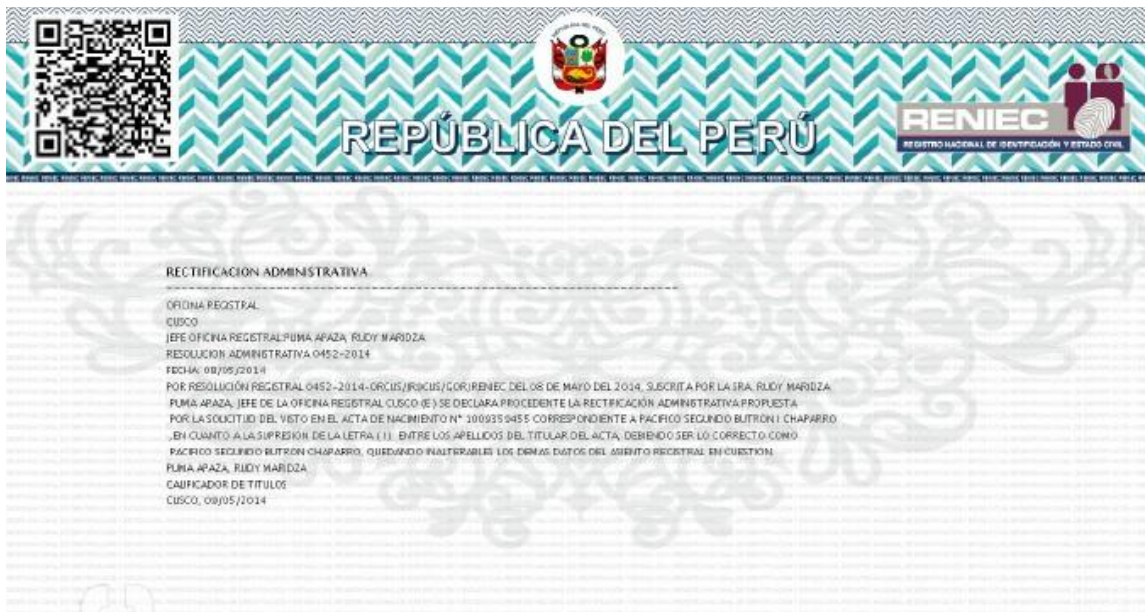 REPÚBLICA DEL PERÚ
RENIEC
REGISTRO NACIONAL DE IDENTIFICACIÓN Y ESTADO CIVIL
RECTIFICACION ADMINISTRATIVA
OFICINA REGISTRAL
CUSCO
JEFE OFICINA REGISTRAL:PUMA APAZA, RUDY MARIDZA
RESOLUCION ADMINISTRATIVA 0452-2014
FECHA: 08/05/2014
POR RESOLUCIÓN REGISTRAL 0452-2014-ORCUS/JR9CUS/GOR/RENIEC DEL 08 DE MAYO DEL 2014, SUSCRITA POR LA SRA. RUDY MARIDZA
PUMA APAZA, JEFE DE LA OFICINA REGISTRAL CUSCO (E) SE DECLARA PROCEDENTE LA RECTIFICACIÓN ADMINISTRATIVA PROPUESTA
POR LA SOLICITUD DEL VISTO EN EL ACTA DE NACIMIENTO N° 1009359455 CORRESPONDIENTE A PACIFICO SEGUNDO BUTRON I CHAPARRO
,EN CUANTO A LA SUPRESION DE LA LETRA ( I ) ENTRE LOS APELLIDOS DEL TITULAR DEL ACTA, DEBIENDO SER LO CORRECTO COMO
PACIFICO SEGUNDO BUTRON CHAPARRO, QUEDANDO INALTERABLES LOS DEMAS DATOS DEL ASIENTO REGISTRAL EN CUESTION.
PUMA APAZA, RUDY MARIDZA
CALIFICADOR DE TITULOS
CUSCO, 08/05/2014